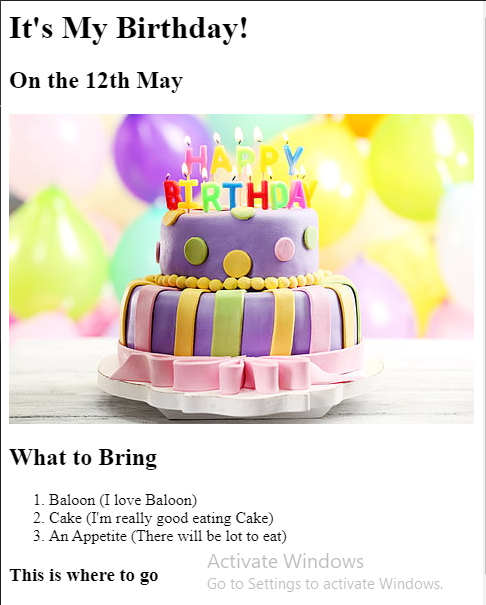 It's My Birthday!
On the 12th May
HAPPY
BIRTHDAY
What to Bring
1. Baloon (I love Baloon)
2. Cake (I'm really good eating Cake)
3. An Appetite (There will be lot to eat)
This is where to go
Activate Windows
Go to Settings to activate Windows.